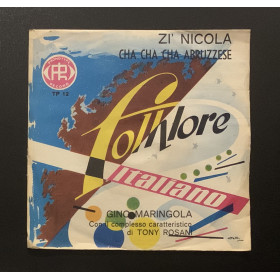 ZI' NICOLA
CHA CHA CHA ABRUZZESE
TP 12
folklore
italiano
GINO MARINGOLA
Con il complesso caratteristico
di TONY ROSANI